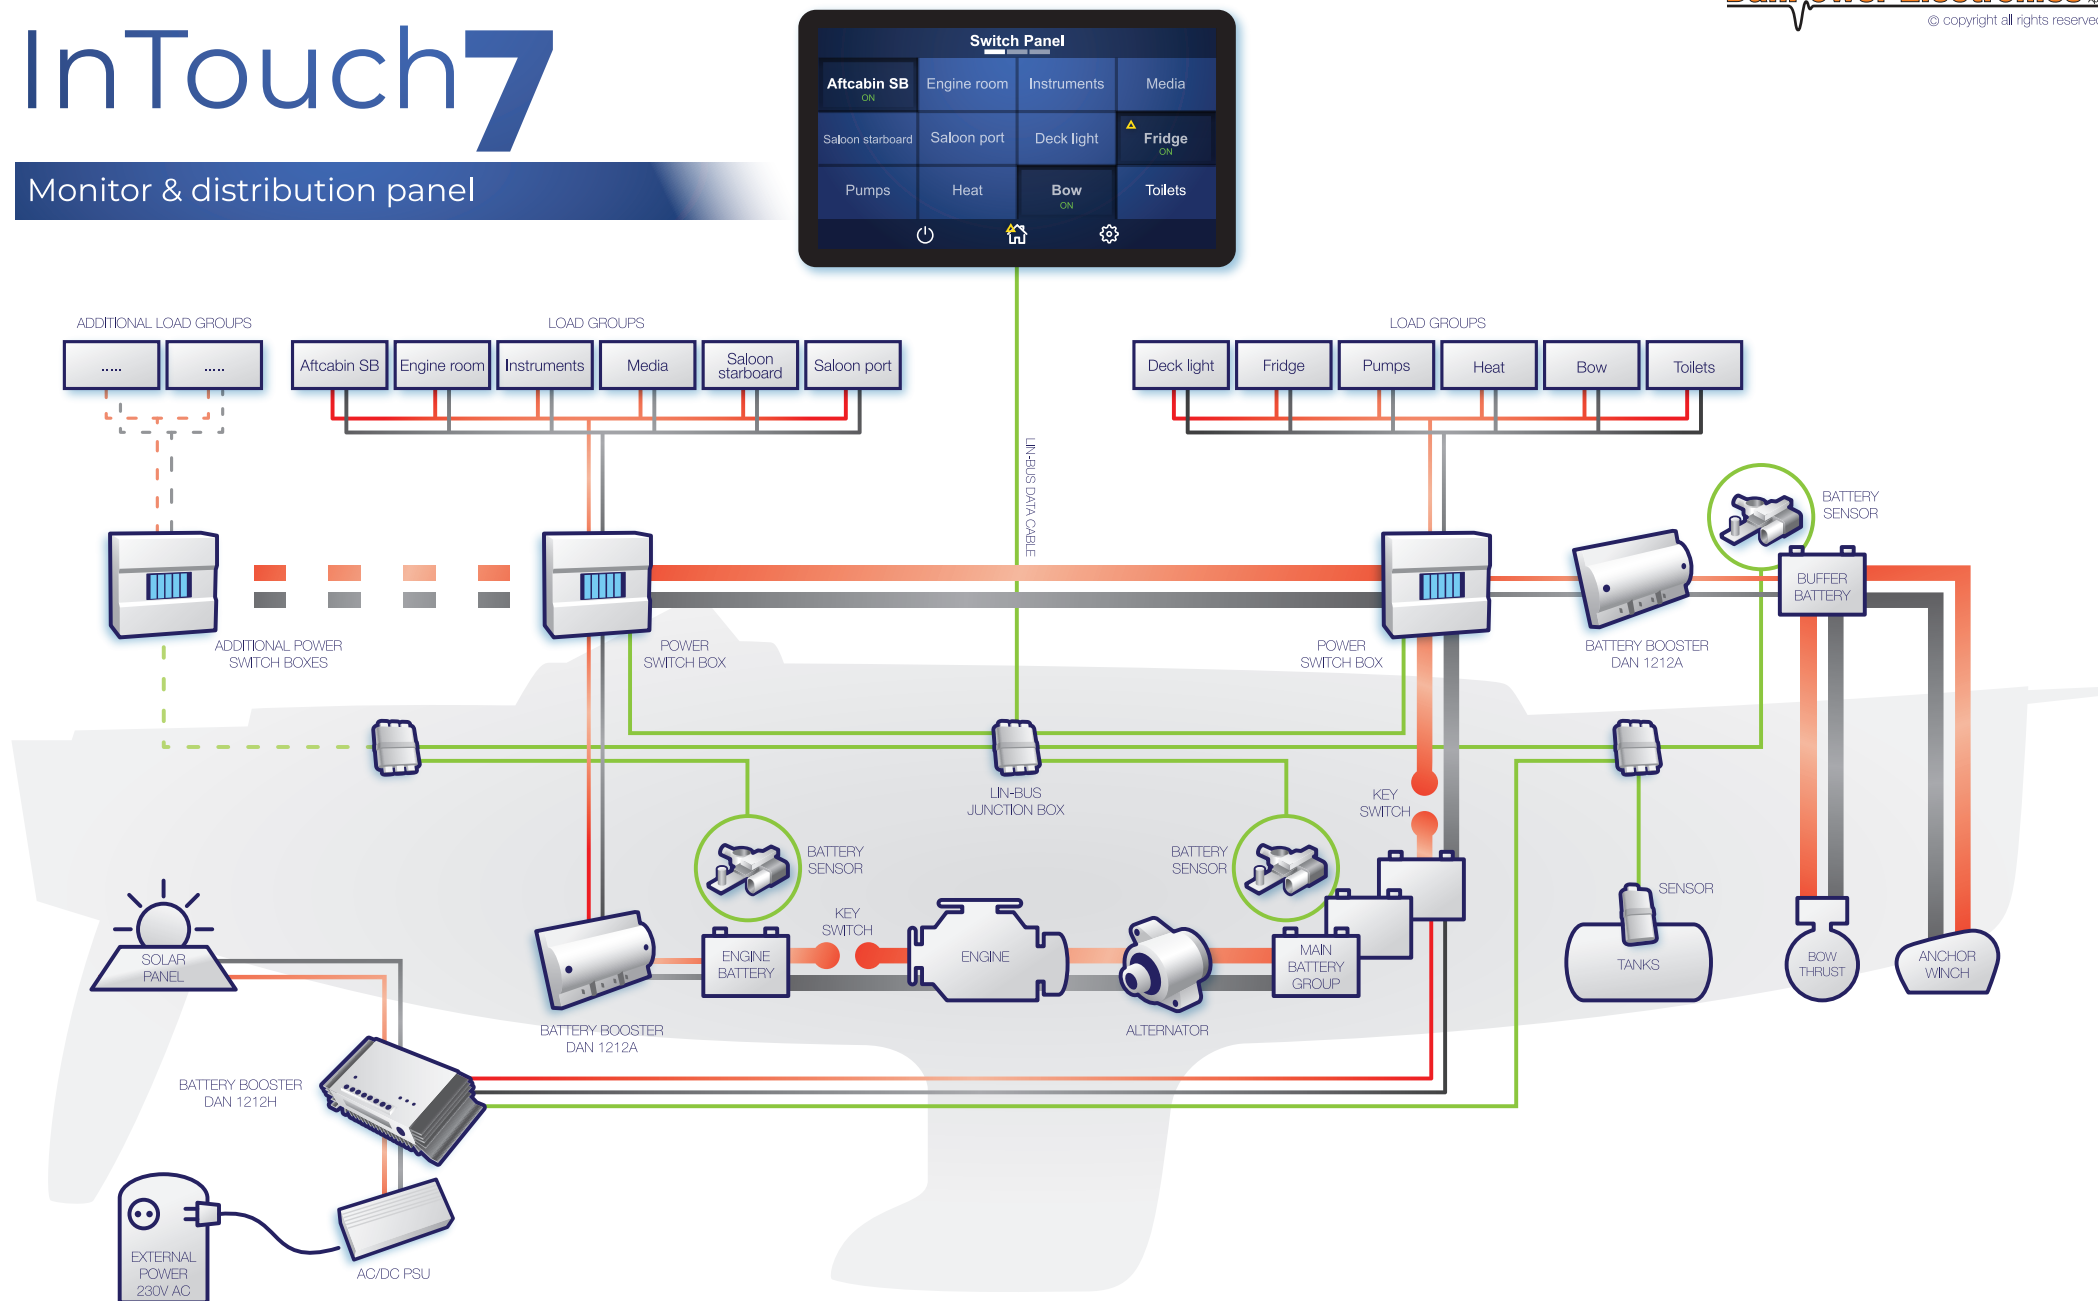 InTouch7
Monitor & distribution panel
© copyright all rights reserved
Switch Panel
Aftcabin SB
ON
Engine room
Instruments
Media
Saloon starboard
Saloon port
Deck light
Fridge
ON
Pumps
Heat
Bow
ON
Toilets
ADDITIONAL LOAD GROUPS
.....
.....
LOAD GROUPS
Aftcabin SB
Engine room
Instruments
Media
Saloon
starboard
Saloon port
LOAD GROUPS
Deck light
Fridge
Pumps
Heat
Bow
Toilets
LIN-BUS DATA CABLE
BATTERY
SENSOR
BUFFER
BATTERY
ADDITIONAL POWER
SWITCH BOXES
POWER
SWITCH BOX
POWER
SWITCH BOX
BATTERY BOOSTER
DAN 1212A
LIN-BUS
JUNCTION BOX
KEY
SWITCH
BATTERY
SENSOR
BATTERY
SENSOR
SENSOR
KEY
SWITCH
SOLAR
PANEL
ENGINE
BATTERY
ENGINE
MAIN
BATTERY
GROUP
TANKS
BOW
THRUST
ANCHOR
WINCH
BATTERY BOOSTER
DAN 1212A
ALTERNATOR
BATTERY BOOSTER
DAN 1212H
EXTERNAL
POWER
230V AC
AC/DC PSU